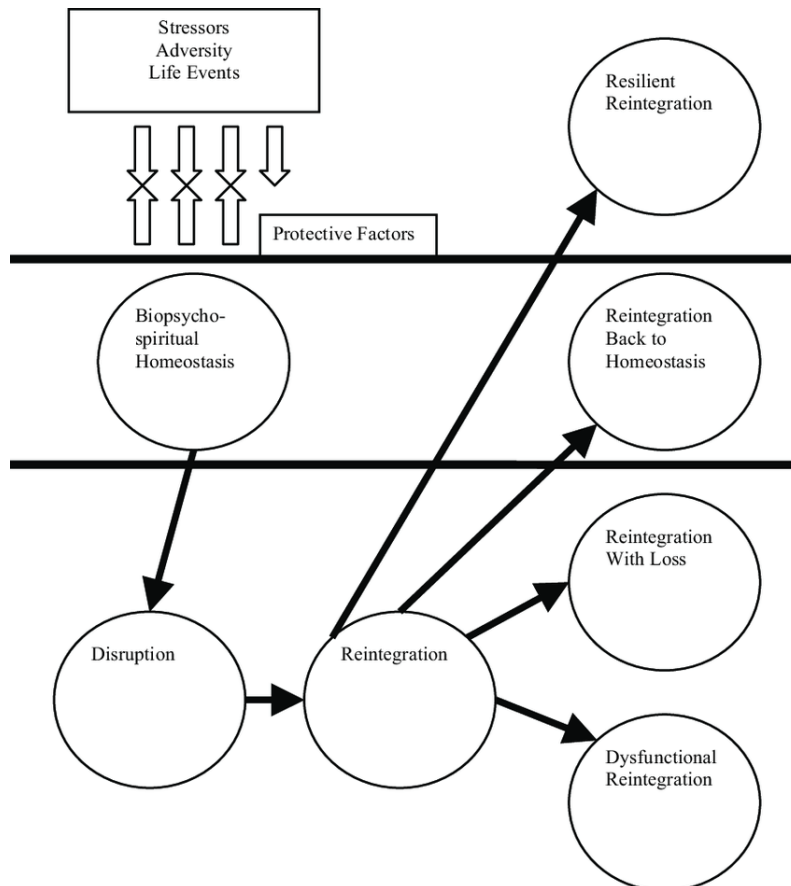 Stressors
Adversity
Life Events
Resilient
Reintegration
Protective Factors
Biopsycho-
spiritual
Homeostasis
Reintegration
Back to
Homeostasis
Reintegration
With Loss
Disruption
Reintegration
Dysfunctional
Reintegration